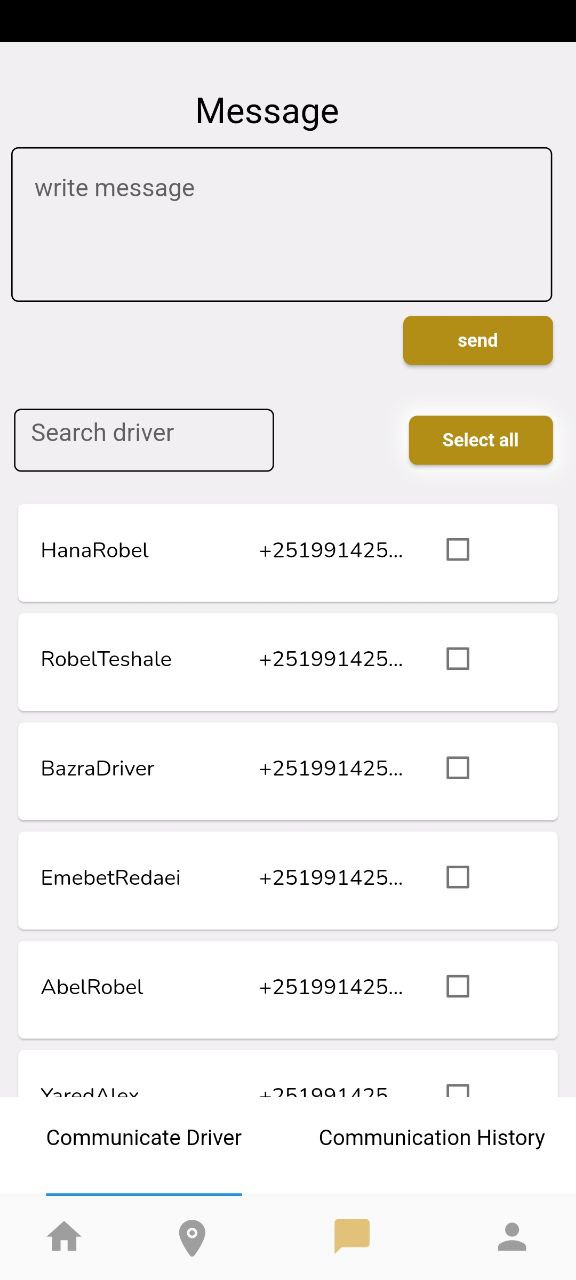 Message
write message
send
Search driver
Select all
HanaRobel +251991425...
RobelTeshale +251991425...
BazraDriver +251991425...
EmebetRedaei +251991425...
AbelRobel +251991425...
YaredAlex +251991425...
Communicate Driver Communication History